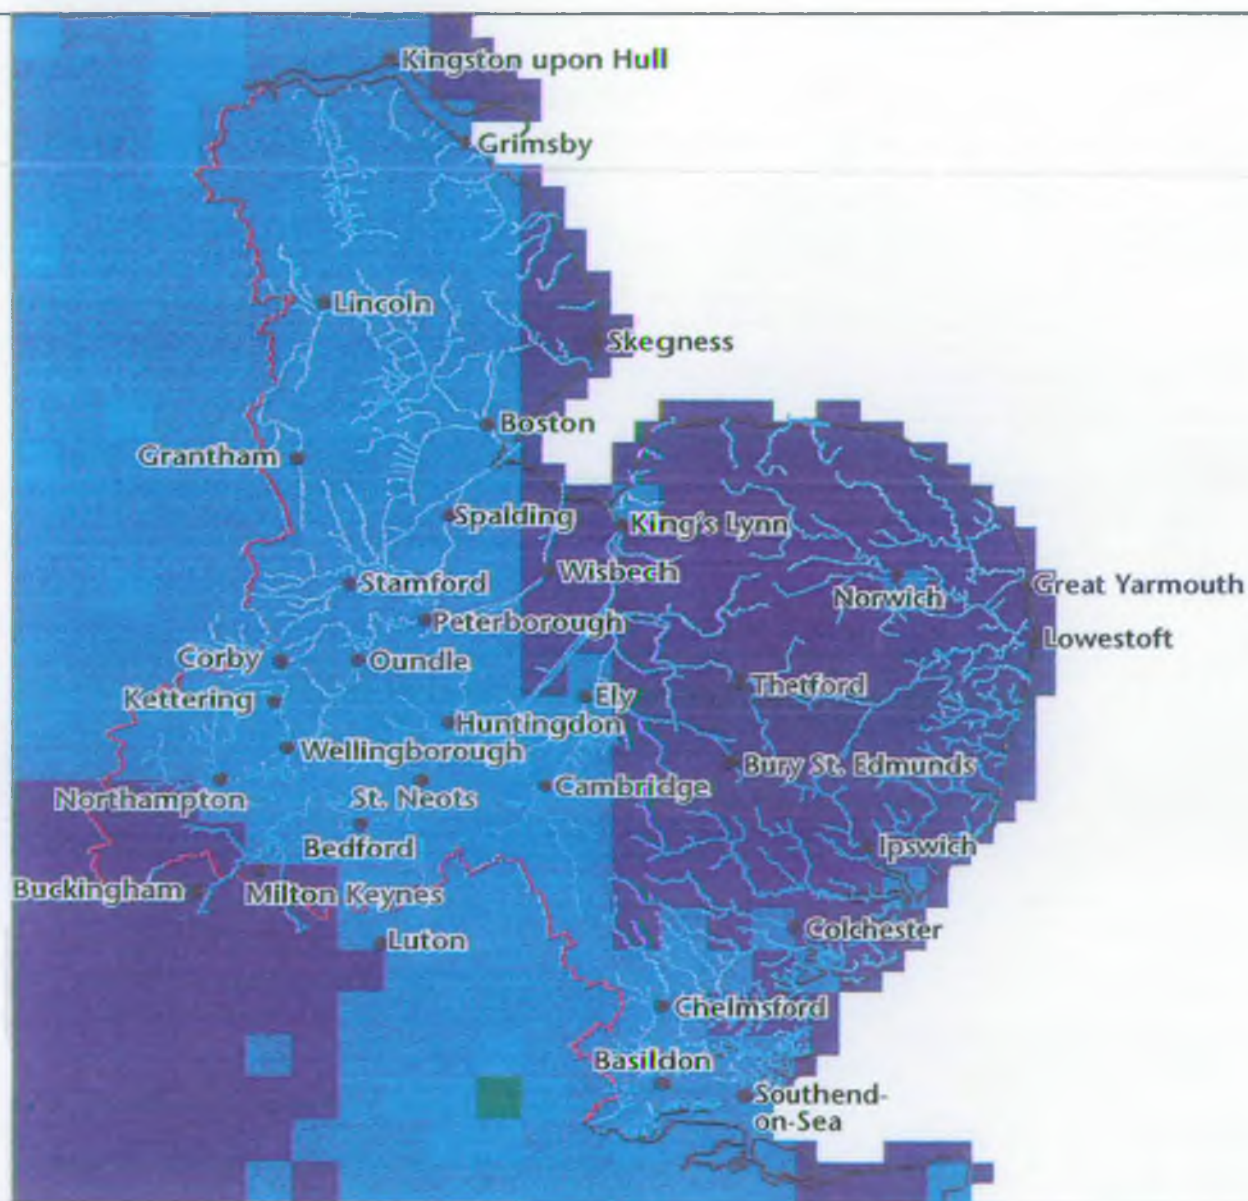 Kingston upon Hull
Grimsby
Lincoln
Skegness
Boston
Grantham
Spalding
King's Lynn
Wisbech
Stamford
Norwich
Great Yarmouth
Peterborough
Lowestoft
Corby
Oundle
Thetford
Kettering
Ely
Huntingdon
Wellingborough
Bury St. Edmunds
Northampton
St. Neots
Cambridge
Bedford
Ipswich
Buckingham
Milton Keynes
Luton
Colchester
Chelmsford
Basildon
Southend-
on-Sea